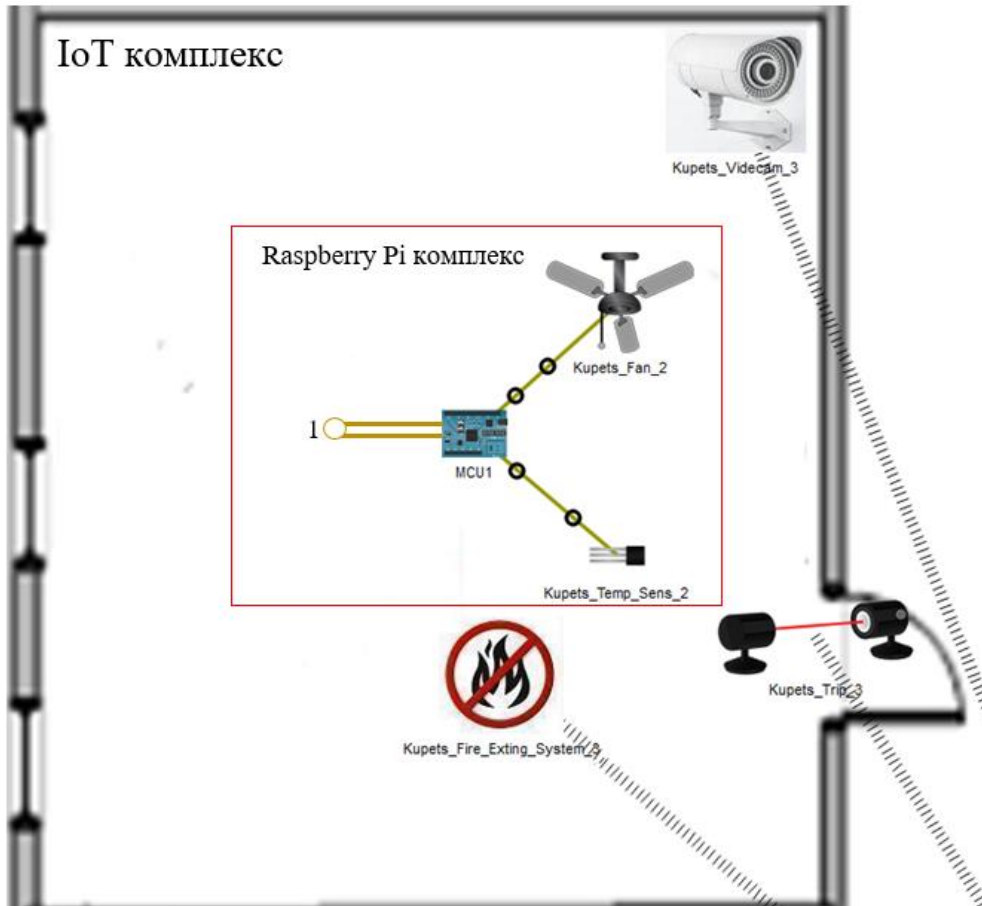 IoT комплекс
Kupets_Videcam_3
Raspberry Pi комплекс
Kupets_Fan_2
1
MCU1
Kupets_Temp_Sens_2
Kupets_Trip_3
Kupets_Fire_Exting_System_3